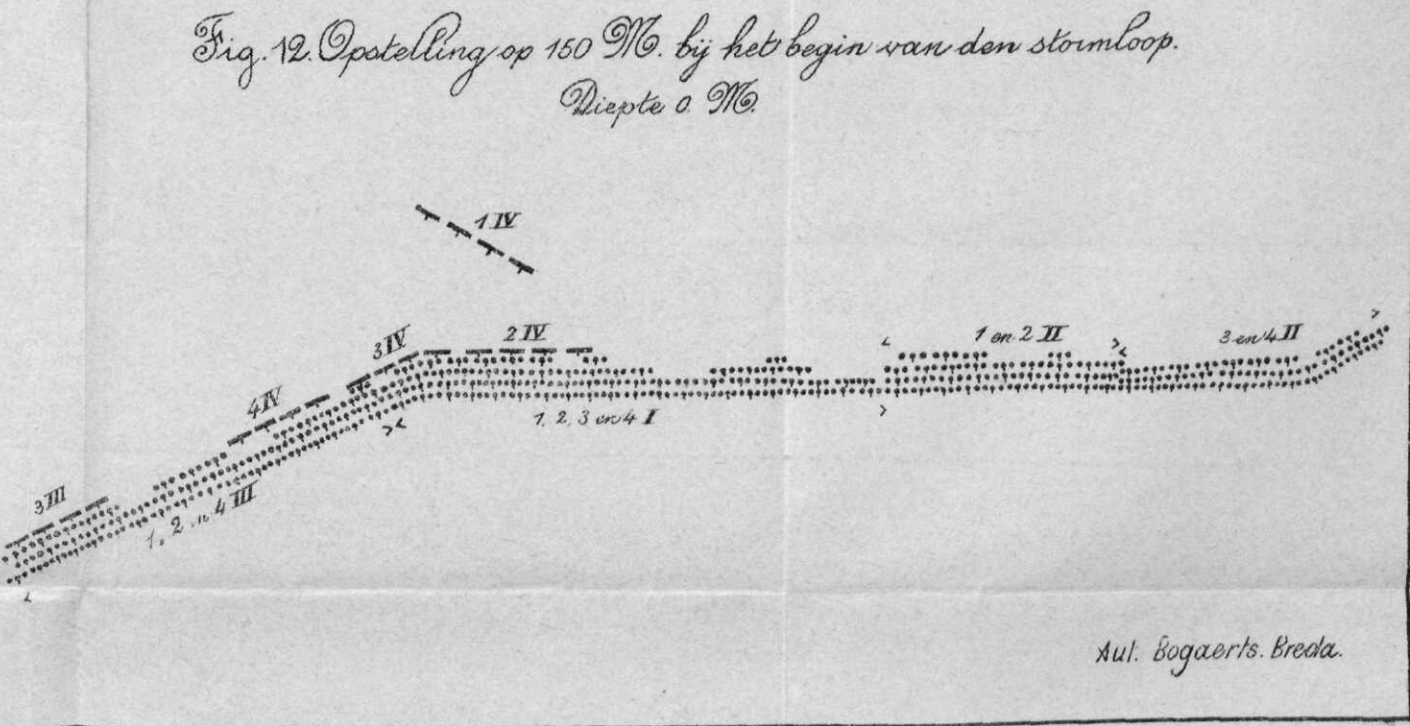 Fig. 12. Opstelling op 150 M. bij het begin van den stormloop.
Diepte 0. M.
1 IV
3 IV
2 IV
1 en 2 II
3 en 4 II
4 IV
1, 2, 3 en 4 I
3 III
1, 2 en 4 III
Aut. Bogaerts. Breda.